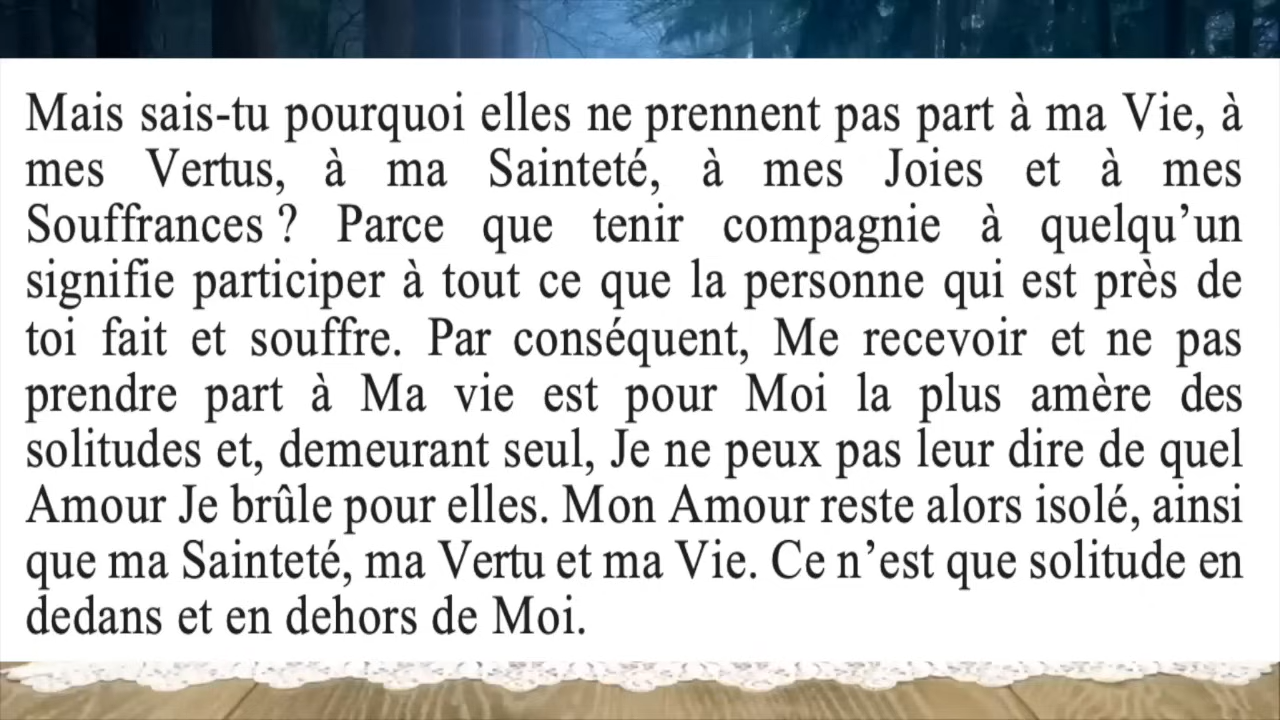 Mais sais-tu pourquoi elles ne prennent pas part à ma Vie, à
mes Vertus, à ma Sainteté, à mes Joies et à mes
Souffrances ? Parce que tenir compagnie à quelqu’un
signifie participer à tout ce que la personne qui est près de
toi fait et souffre. Par conséquent, Me recevoir et ne pas
prendre part à Ma vie est pour Moi la plus amère des
solitudes et, demeurant seul, Je ne peux pas leur dire de quel
Amour Je brûle pour elles. Mon Amour reste alors isolé, ainsi
que ma Sainteté, ma Vertu et ma Vie. Ce n’est que solitude en
dedans et en dehors de Moi.